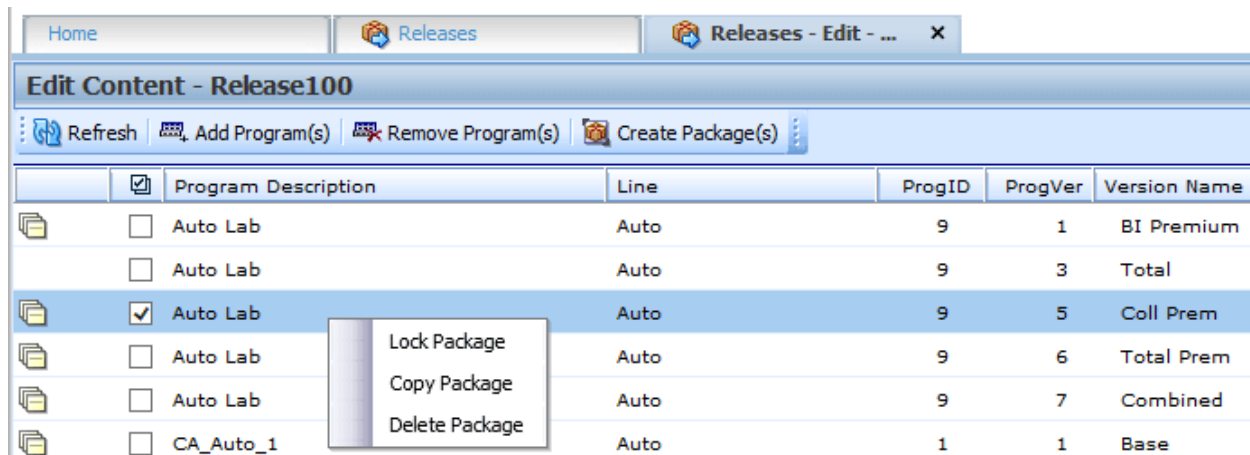 Home Releases Releases - Edit - ... ×
Edit Content - Release100
Refresh Add Program(s) Remove Program(s) Create Package(s)
Program Description Line ProgID ProgVer Version Name
Auto Lab Auto 9 1 BI Premium
Auto Lab Auto 9 3 Total
Auto Lab Auto 9 5 Coll Prem
Lock Package
Auto Lab Auto 9 6 Total Prem
Copy Package
Auto Lab Auto 9 7 Combined
Delete Package
CA_Auto_1 Auto 1 1 Base